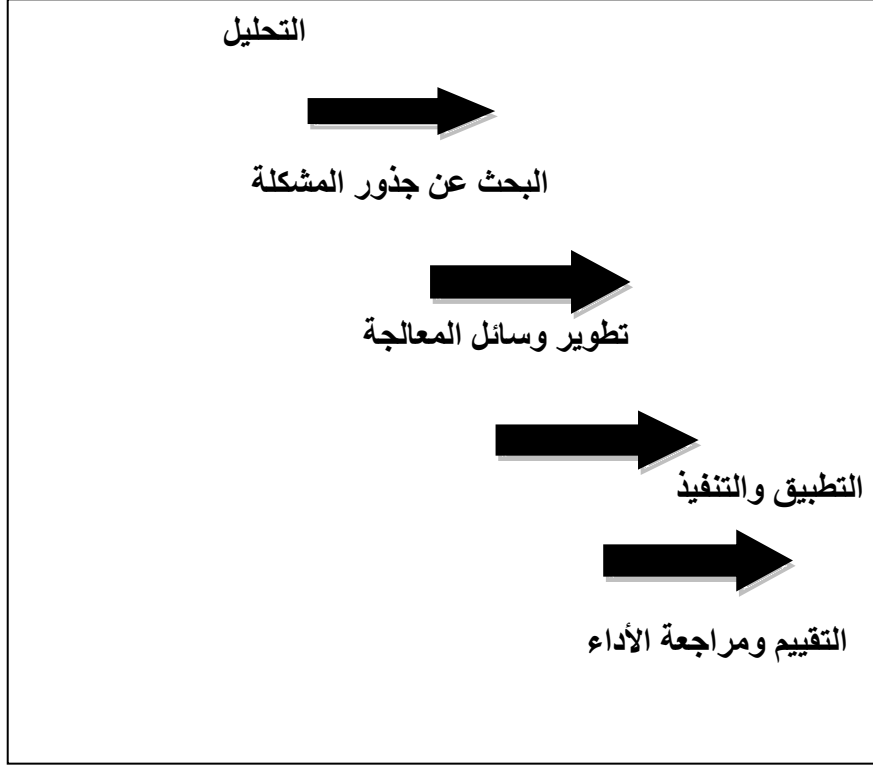 التحليل
البحث عن جذور المشكلة
تطوير وسائل المعالجة
التطبيق والتنفيذ
التقييم ومراجعة الأداء